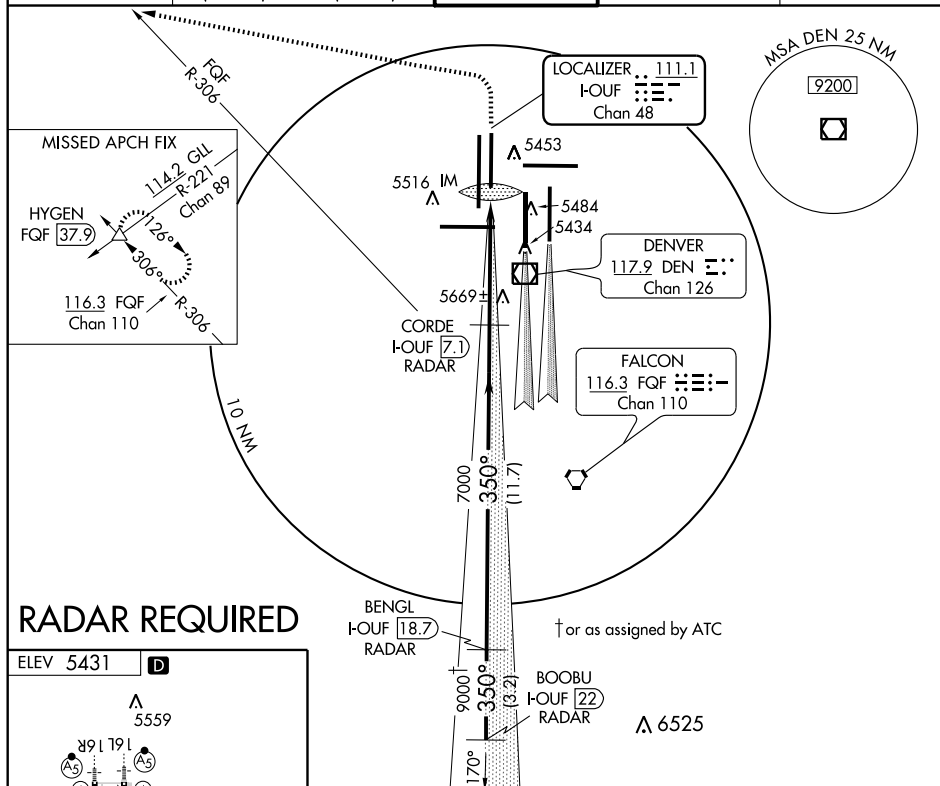 FQF
R-306
MSA DEN 25 NM
9200
LOCALIZER 111.1
I-OUF
Chan 48
MISSED APCH FIX
114.2 GLL
R-221
Chan 89
HYGEN
FQF 37.9
126°
306°
116.3 FQF
Chan 110
R-306
5453
5516
IM
5484
5434
DENVER
117.9 DEN
Chan 126
5669±
CORDE
I-OUF 7.1
RADAR
FALCON
116.3 FQF
Chan 110
10 NM
7000
350°
(11.7)
RADAR REQUIRED
BENGL
I-OUF 18.7
RADAR
†or as assigned by ATC
9000†
350°
(3.2)
BOOBU
I-OUF 22
RADAR
6525
170°
ELEV 5431
D
5559
16R
16L
A5
A5